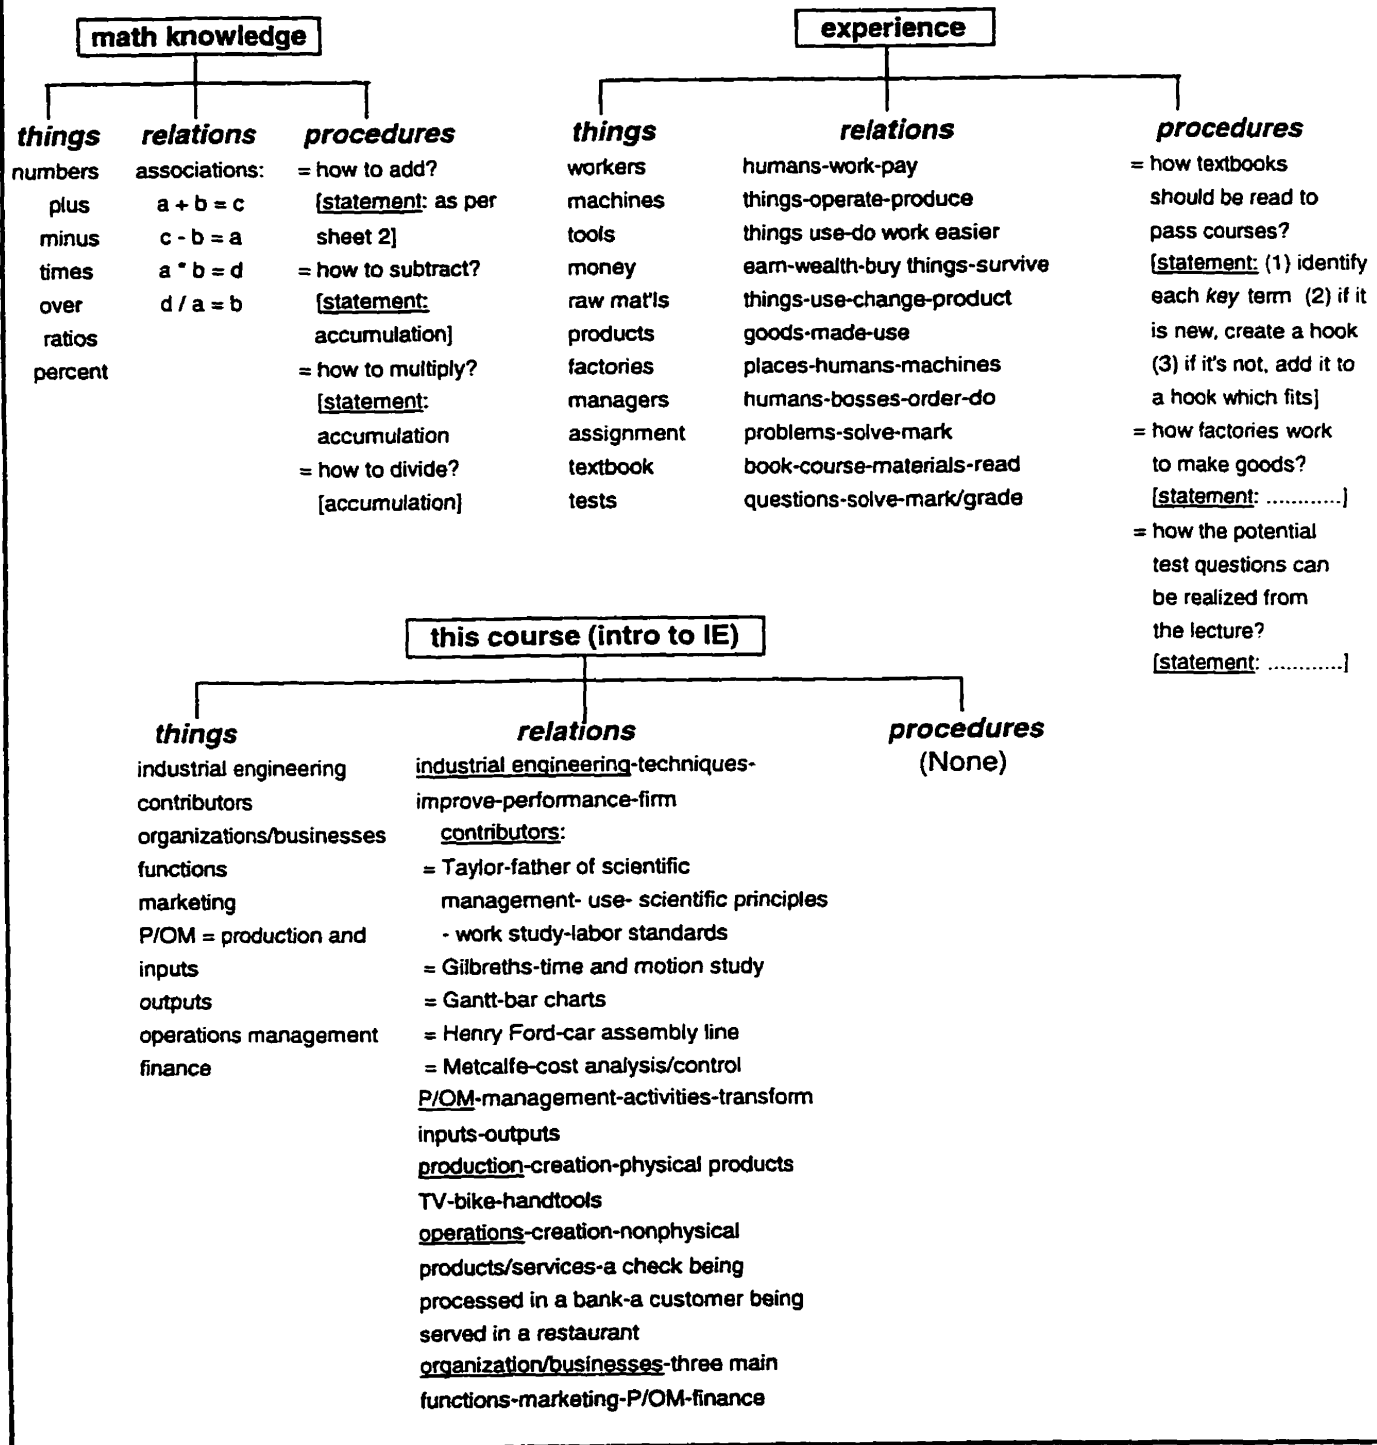 math knowledge
things
numbers
plus
minus
times
over
ratios
percent
relations
associations:
a + b = c
c - b = a
a * b = d
d / a = b
procedures
= how to add?
[statement: as per
sheet 2]
= how to subtract?
[statement:
accumulation]
= how to multiply?
[statement:
accumulation
= how to divide?
[accumulation]
experience
things
workers
machines
tools
money
raw mat'ls
products
factories
managers
assignment
textbook
tests
relations
humans-work-pay
things-operate-produce
things use-do work easier
earn-wealth-buy things-survive
things-use-change-product
goods-made-use
places-humans-machines
humans-bosses-order-do
problems-solve-mark
book-course-materials-read
questions-solve-mark/grade
procedures
= how textbooks
should be read to
pass courses?
[statement: (1) identify
each key term (2) if it
is new, create a hook
(3) if it's not, add it to
a hook which fits]
= how factories work
to make goods?
[statement: ............]
= how the potential
test questions can
be realized from
the lecture?
[statement: ............]
this course (intro to IE)
things
industrial engineering
contributors
organizations/businesses
functions
marketing
P/OM = production and
inputs
outputs
operations management
finance
relations
industrial engineering-techniques-
improve-performance-firm
contributors:
= Taylor-father of scientific
management- use- scientific principles
- work study-labor standards
= Gilbreths-time and motion study
= Gantt-bar charts
= Henry Ford-car assembly line
= Metcalfe-cost analysis/control
P/OM-management-activities-transform
inputs-outputs
production-creation-physical products
TV-bike-handtools
operations-creation-nonphysical
products/services-a check being
processed in a bank-a customer being
served in a restaurant
organization/businesses-three main
functions-marketing-P/OM-finance
procedures
(None)